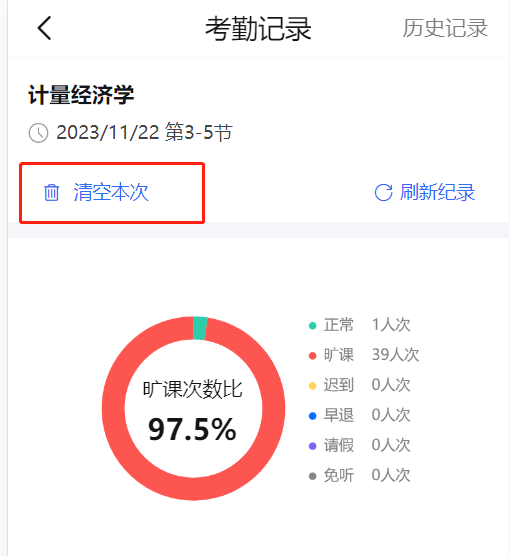 考勤记录 历史记录
计量经济学
2023/11/22 第3-5节
清空本次 刷新纪录
正常 1人次
旷课 39人次
迟到 0人次
早退 0人次
请假 0人次
免听 0人次
旷课次数比
97.5%